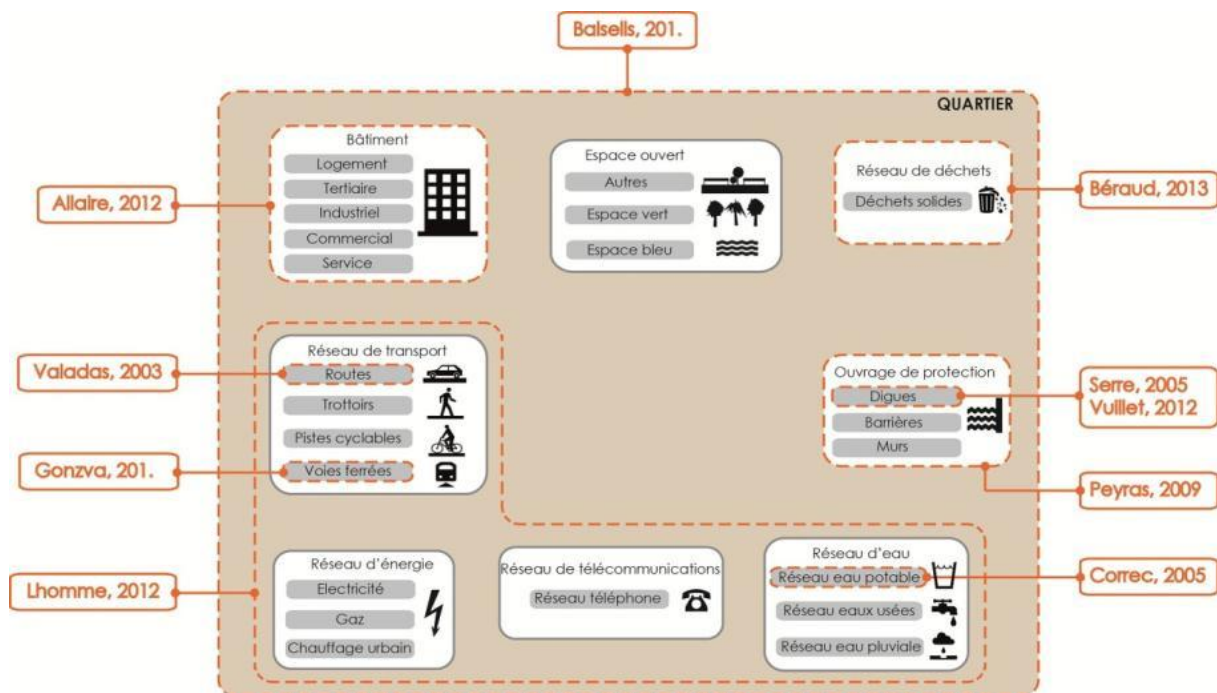 Balsells, 201.
QUARTIER
Bâtiment
Logement
Tertiaire
Industriel
Commercial
Service
Espace ouvert
Autres
Espace vert
Espace bleu
Réseau de déchets
Déchets solides
Allaire, 2012
Béraud, 2013
Réseau de transport
Routes
Trottoirs
Pistes cyclables
Voies ferrées
Valadas, 2003
Gonzva, 201.
Ouvrage de protection
Digues
Barrières
Murs
Serre, 2005
Vuillet, 2012
Peyras, 2009
Lhomme, 2012
Réseau d'énergie
Electricité
Gaz
Chauffage urbain
Réseau de télécommunications
Réseau téléphone
Réseau d'eau
Réseau eau potable
Réseau eaux usées
Réseau eau pluviale
Correc, 2005